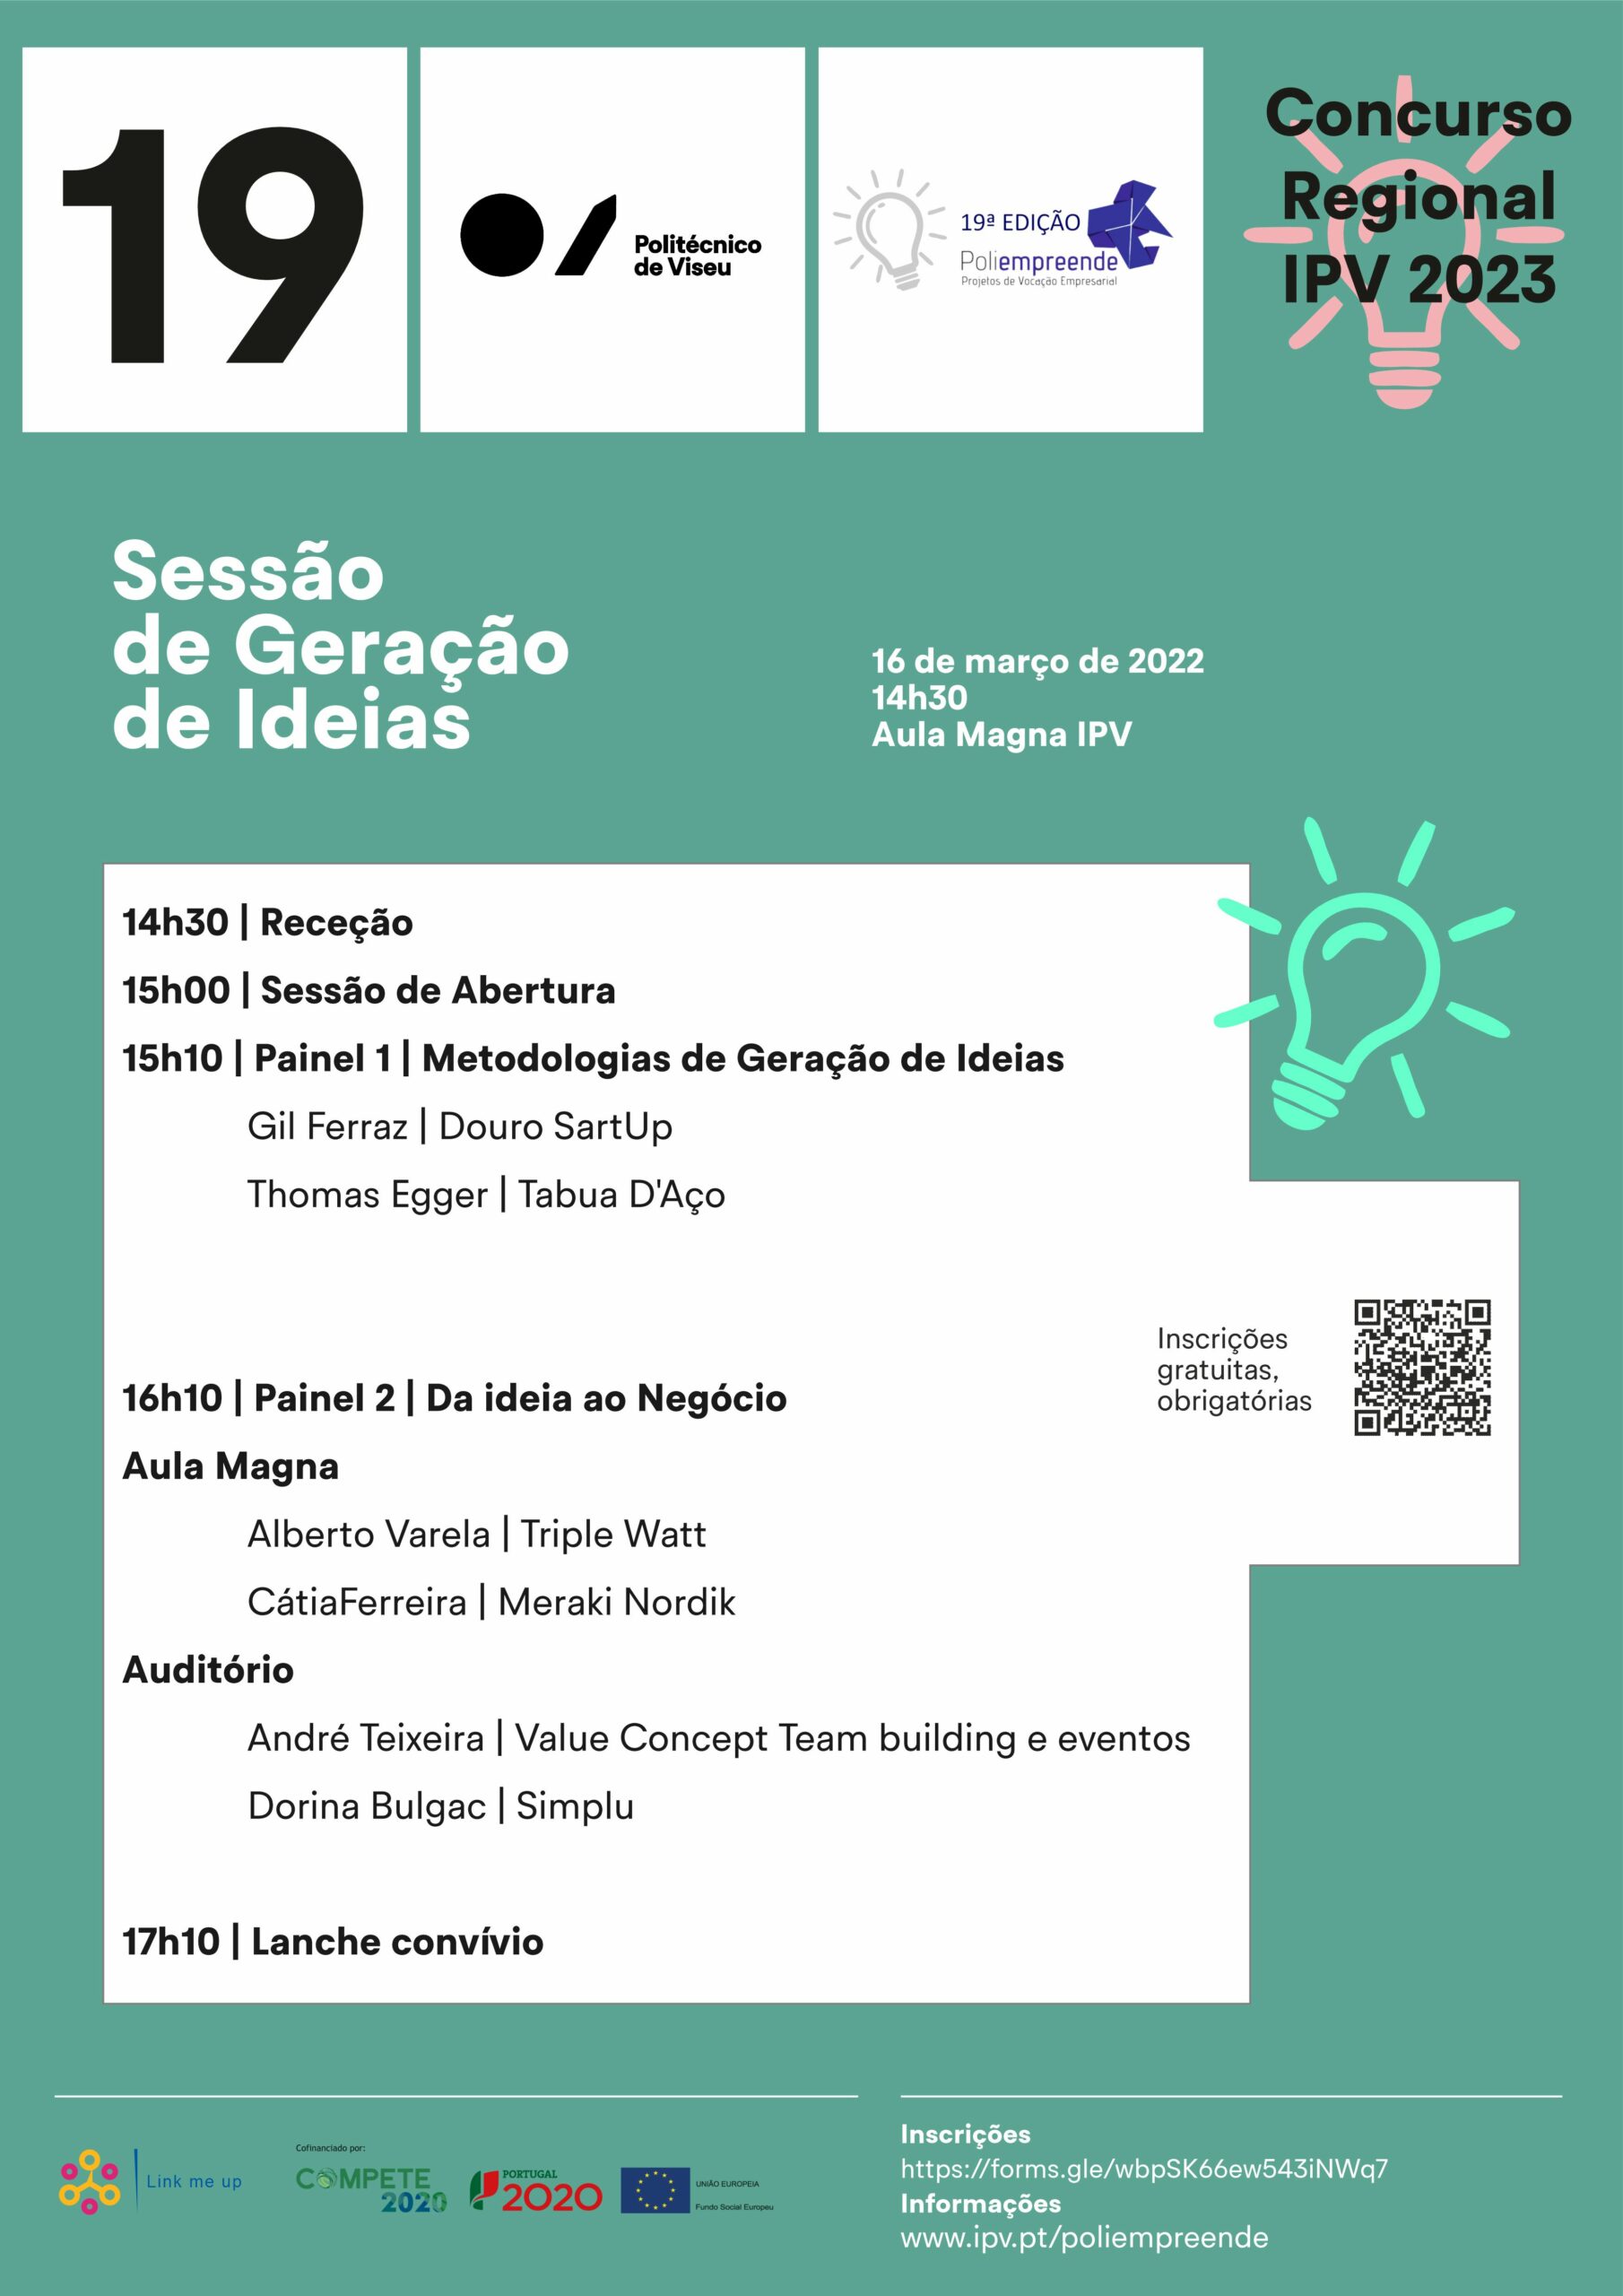 19
Politécnico
de Viseu
19ª EDIÇÃO
Poliempreende
Projetos de Vocação Empresarial
Concurso
Regional
IPV 2023
Sessão
de Geração
de Ideias
16 de março de 2022
14h30
Aula Magna IPV
14h30 | Receção
15h00 | Sessão de Abertura
15h10 | Painel 1 | Metodologias de Geração de Ideias
Gil Ferraz | Douro SartUp
Thomas Egger | Tabua D'Aço
Inscrições
gratuitas,
obrigatórias
16h10 | Painel 2 | Da ideia ao Negócio
Aula Magna
Alberto Varela | Triple Watt
CátiaFerreira | Meraki Nordik
Auditório
André Teixeira | Value Concept Team building e eventos
Dorina Bulgac | Simplu
17h10 | Lanche convívio
Link me up
Cofinanciado por:
COMPETE
2020
PORTUGAL
2020
UNIÃO EUROPEIA
Fundo Social Europeu
Inscrições
https://forms.gle/wbpSK66ew543iNWq7
Informações
www.ipv.pt/poliempreende